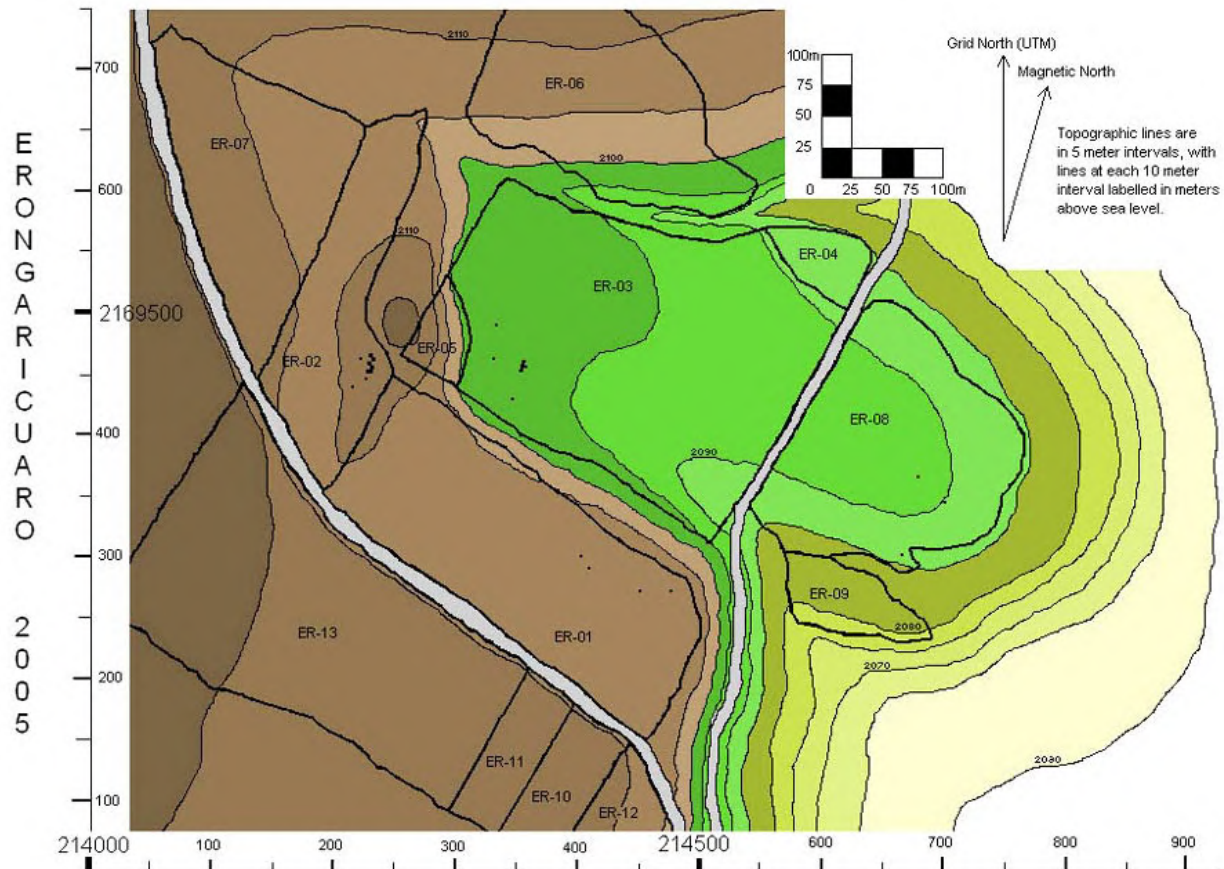 ERONGARICUARO 2005
700
600
2169500
400
300
200
100
214000
100
200
300
400
214500
600
700
800
900
2110
ER-06
ER-07
2100
2110
ER-03
ER-04
ER-02
ER-05
ER-08
2090
ER-09
2080
ER-13
ER-01
2070
ER-11
ER-10
ER-12
2030
100m
75
50
25
0
25
50
75
100m
Grid North (UTM)
Magnetic North
Topographic lines are
in 5 meter intervals, with
lines at each 10 meter
interval labelled in meters
above sea level.